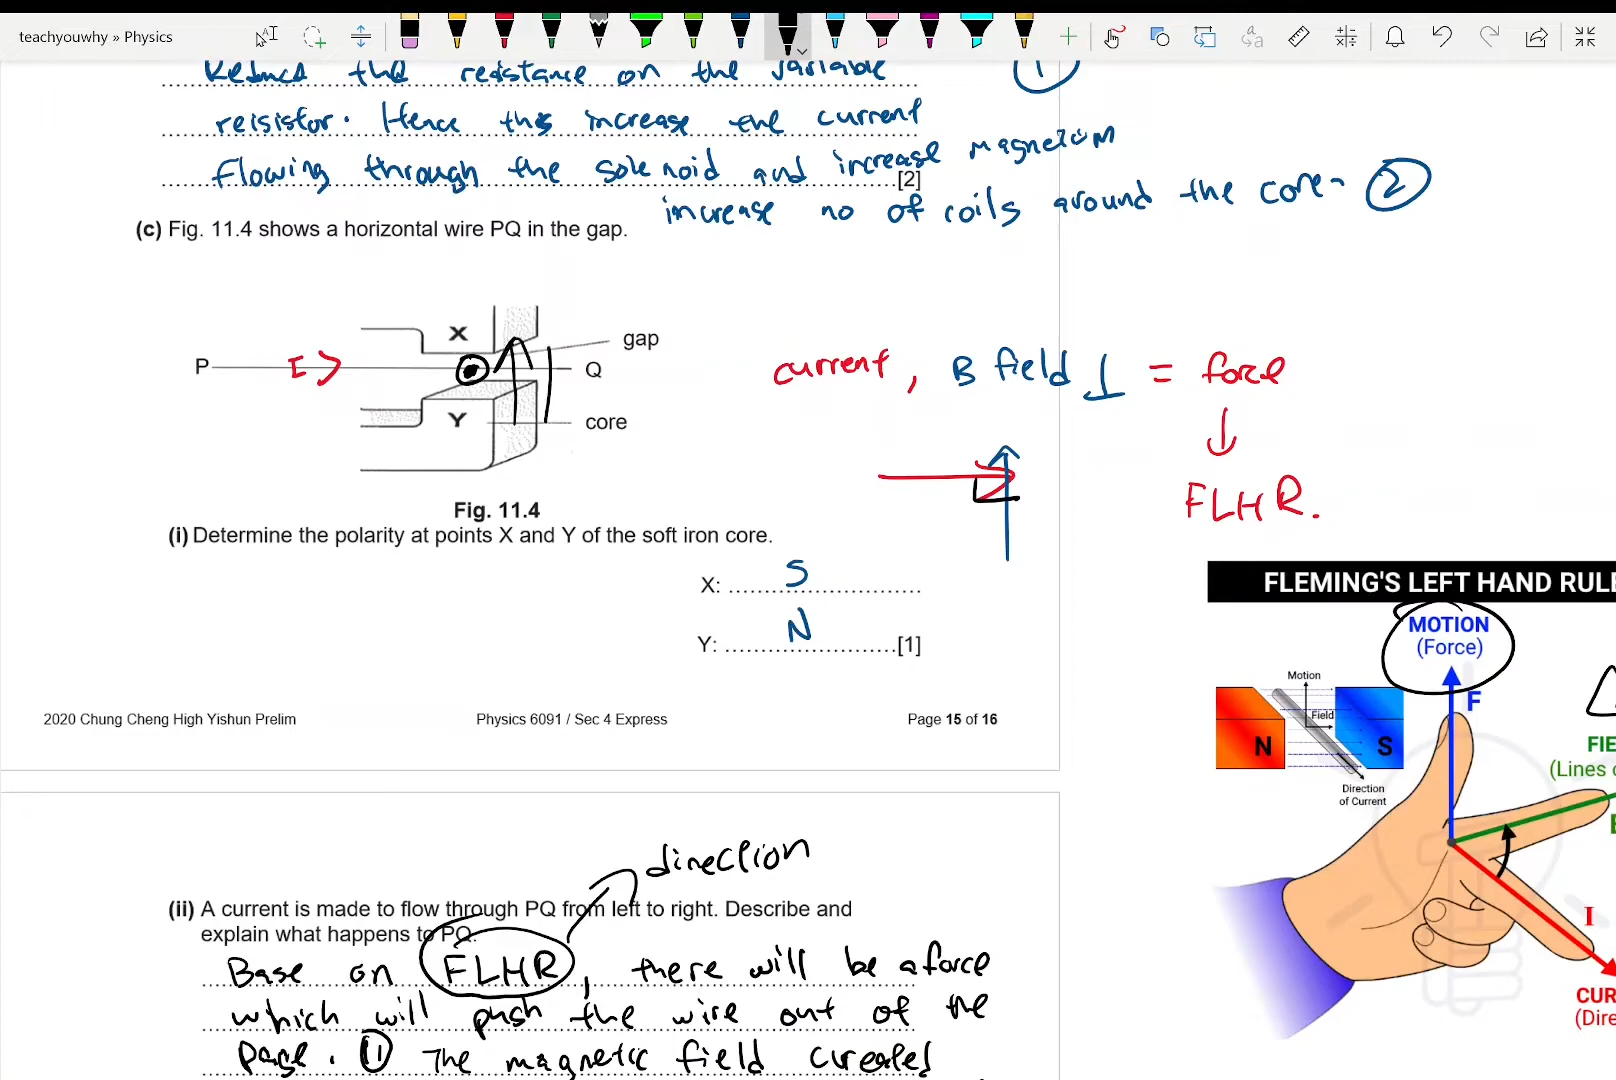 teachyouwhy » Physics
Reduced the resistance on the variable
reisistor. Hence this increase the current
flowing through the solenoid and increase magnetism
[2]
increase no of coils around the core. 2
1
(c) Fig. 11.4 shows a horizontal wire PQ in the gap.
X
gap
P
I
Q
Y
core
Fig. 11.4
current, B field ⊥ = force
↓
FLHR.
(i) Determine the polarity at points X and Y of the soft iron core.
X: S
Y: N [1]
2020 Chung Cheng High Yishun Prelim
Physics 6091 / Sec 4 Express
Page 15 of 16
FLEMING'S LEFT HAND RULE
MOTION
(Force)
F
Motion
Field
N
S
Direction
of Current
(Lines
I
(Dire
direction
(ii) A current is made to flow through PQ from left to right. Describe and
explain what happens to PQ.
Base on FLHR, there will be a force
which will push the wire out of the
page. 1 The magnetic field created